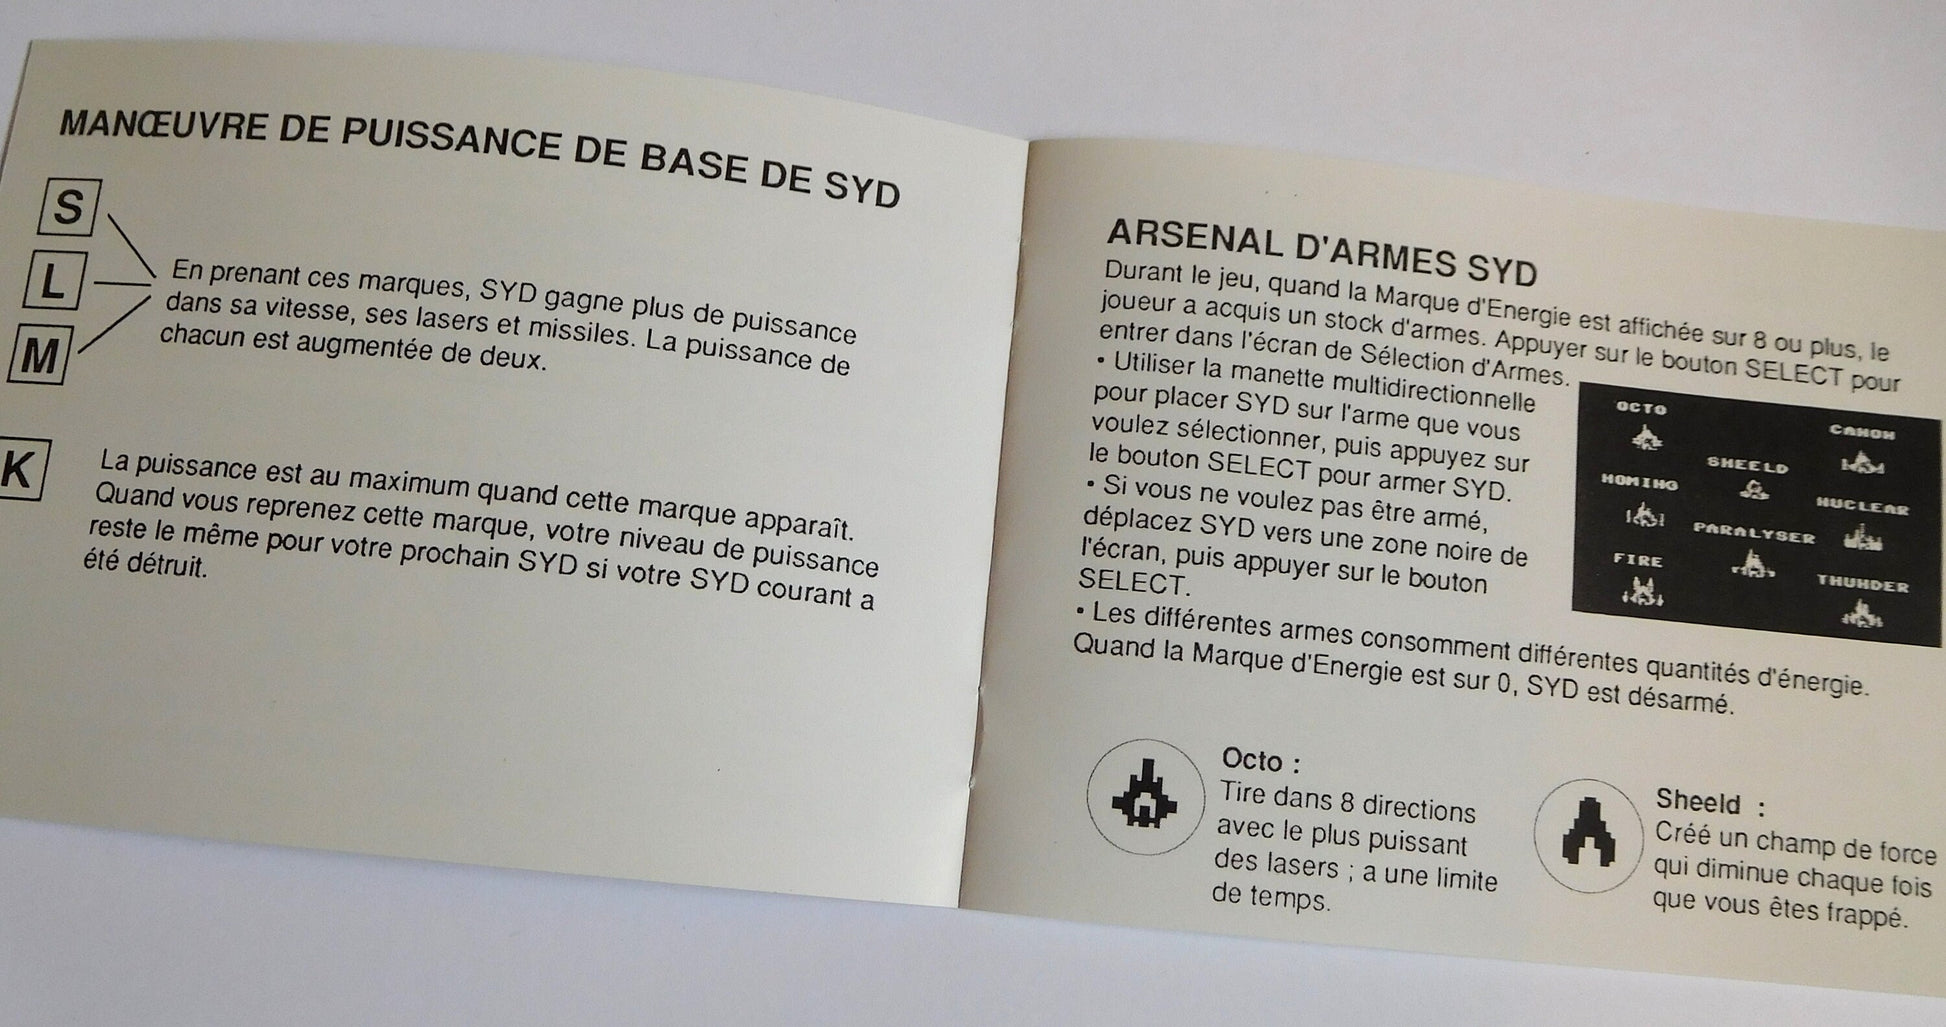 MANŒUVRE DE PUISSANCE DE BASE DE SYD
S
L
M
En prenant ces marques, SYD gagne plus de puissance
dans sa vitesse, ses lasers et missiles. La puissance de
chacun est augmentée de deux.
K
La puissance est au maximum quand cette marque apparaît.
Quand vous reprenez cette marque, votre niveau de puissance
reste le même pour votre prochain SYD si votre SYD courant a
été détruit.
ARSENAL D'ARMES SYD
Durant le jeu, quand la Marque d'Energie est affichée sur 8 ou plus, le
joueur a acquis un stock d'armes. Appuyer sur le bouton SELECT pour
entrer dans l'écran de Sélection d'Armes.
• Utiliser la manette multidirectionnelle
pour placer SYD sur l'arme que vous
voulez sélectionner, puis appuyez sur
le bouton SELECT pour armer SYD.
• Si vous ne voulez pas être armé,
déplacez SYD vers une zone noire de
l'écran, puis appuyer sur le bouton
SELECT.
• Les différentes armes consomment différentes quantités d'énergie.
Quand la Marque d'Energie est sur 0, SYD est désarmé.
OCTO
CANON
SHEELD
HOMING
NUCLEAR
PARALYSER
FIRE
THUNDER
Octo :
Tire dans 8 directions
avec le plus puissant
des lasers ; a une limite
de temps.
Sheeld :
Créé un champ de force
qui diminue chaque fois
que vous êtes frappé.